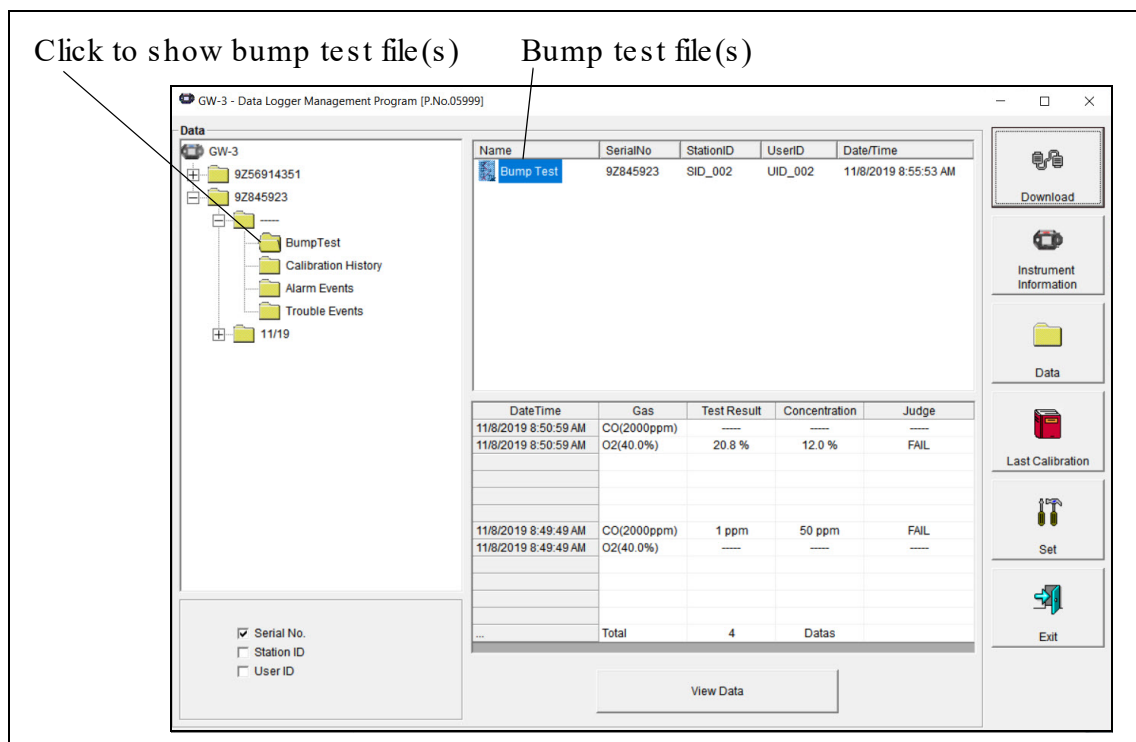 Click to show bump test file(s) Bump test file(s)
GW-3 - Data Logger Management Program [P.No.05999]
Data
GW-3
9Z56914351
9Z845923
-----
BumpTest
Calibration History
Alarm Events
Trouble Events
11/19
Serial No.
Station ID
User ID
Name SerialNo StationID UserID Date/Time
Bump Test 9Z845923 SID_002 UID_002 11/8/2019 8:55:53 AM
DateTime Gas Test Result Concentration Judge
11/8/2019 8:50:59 AM CO(2000ppm) ----- ----- -----
11/8/2019 8:50:59 AM O2(40.0%) 20.8 % 12.0 % FAIL
11/8/2019 8:49:49 AM CO(2000ppm) 1 ppm 50 ppm FAIL
11/8/2019 8:49:49 AM O2(40.0%) ----- ----- -----
... Total 4 Datas
View Data
Download
Instrument
Information
Data
Last Calibration
Set
Exit